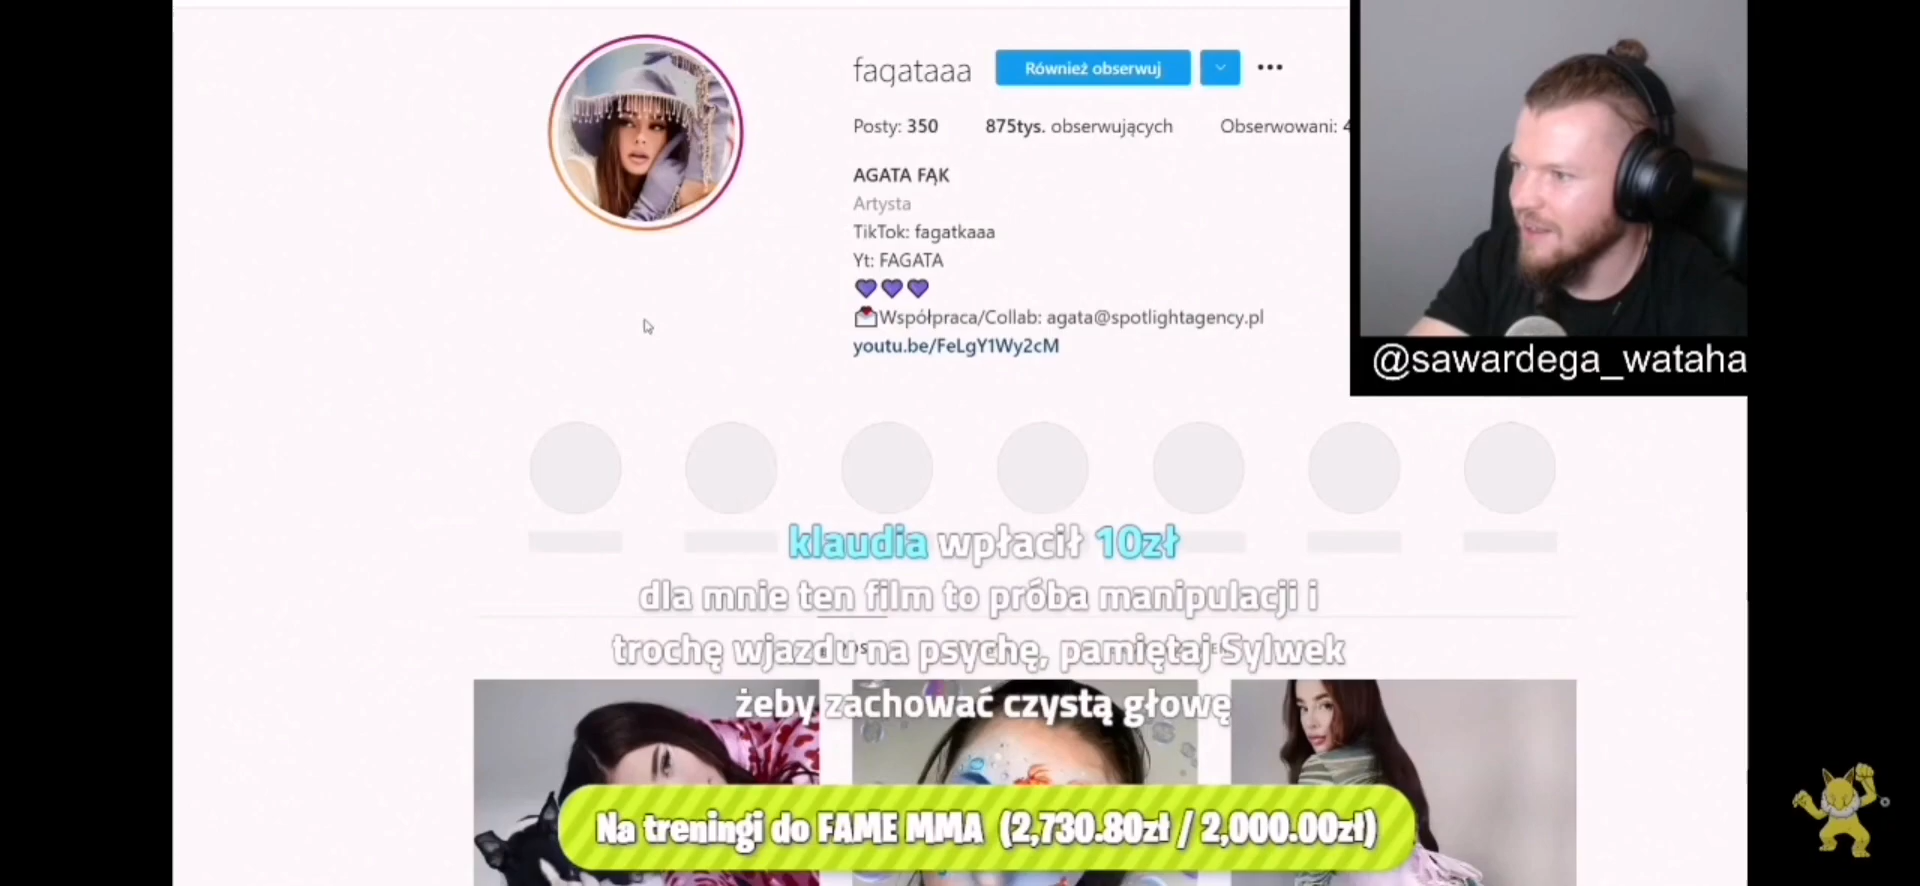 fagataaa
Również obserwuj
Posty: 350 875tys. obserwujących Obserwowani: 4
AGATA FĄK
Artysta
TikTok: fagatkaaa
Yt: FAGATA
💜💜💜
💌Współpraca/Collab: agata@spotlightagency.pl
youtu.be/FeLgY1Wy2cM
@sawardega_wataha
klaudia wpłacił 10zł
dla mnie ten film to próba manipulacji i
trochę wjazdu na psychę, pamiętaj Sylwek
żeby zachować czystą głowę
Na treningi do FAME MMA (2,730.80zł / 2,000.00zł)